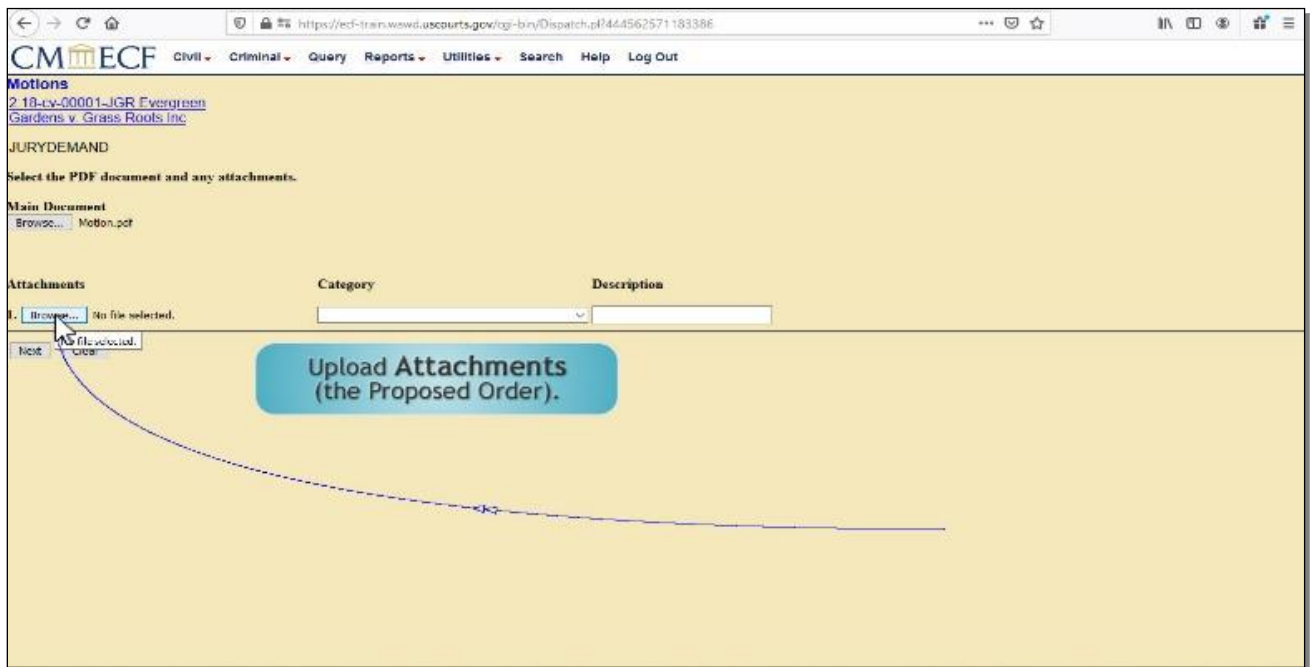 https://ecf-train.wawd.uscourts.gov/cgi-bin/Dispatch.pl?444562571183386
CM ECF Civil Criminal Query Reports Utilities Search Help Log Out
Motions
2:18-cv-00001-JGR Evergreen
Gardens v. Grass Roots Inc
JURYDEMAND
Select the PDF document and any attachments.
Main Document
Browse... Motion.pdf
Attachments Category Description
1. Browse... No file selected.
file selected.
Next Clear
Upload Attachments
(the Proposed Order).